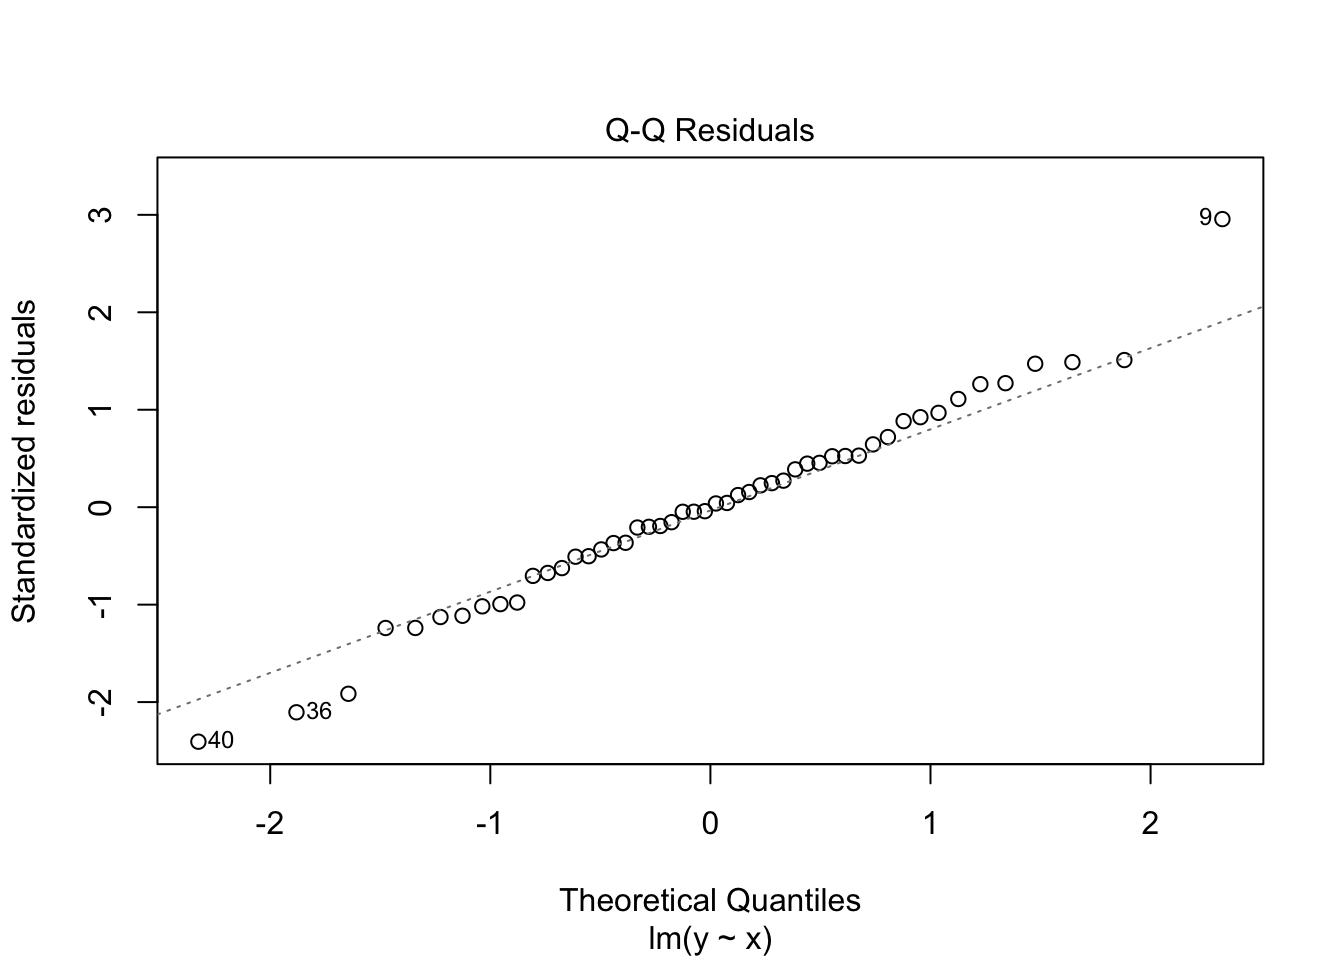 Q-Q Residuals
Standardized residuals
3
2
1
0
-1
-2
9
36
40
-2 -1 0 1 2
Theoretical Quantiles
lm(y ~ x)